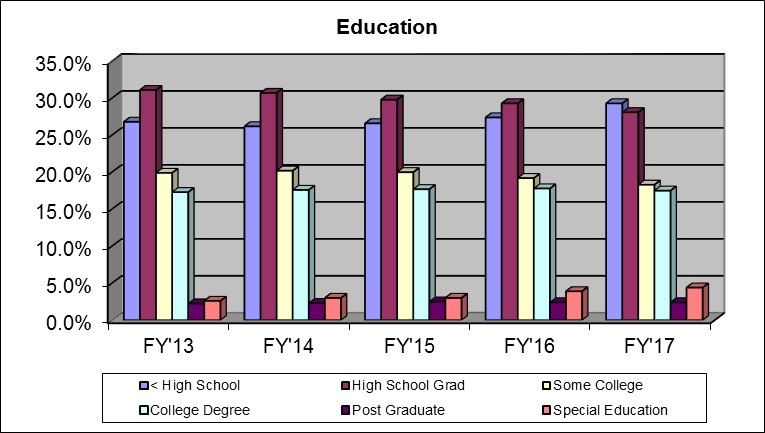 Education
35.0%
30.0%
25.0%
20.0%
15.0%
10.0%
5.0%
0.0%
FY'13 FY'14 FY'15 FY'16 FY'17
< High School High School Grad Some College
College Degree Post Graduate Special Education